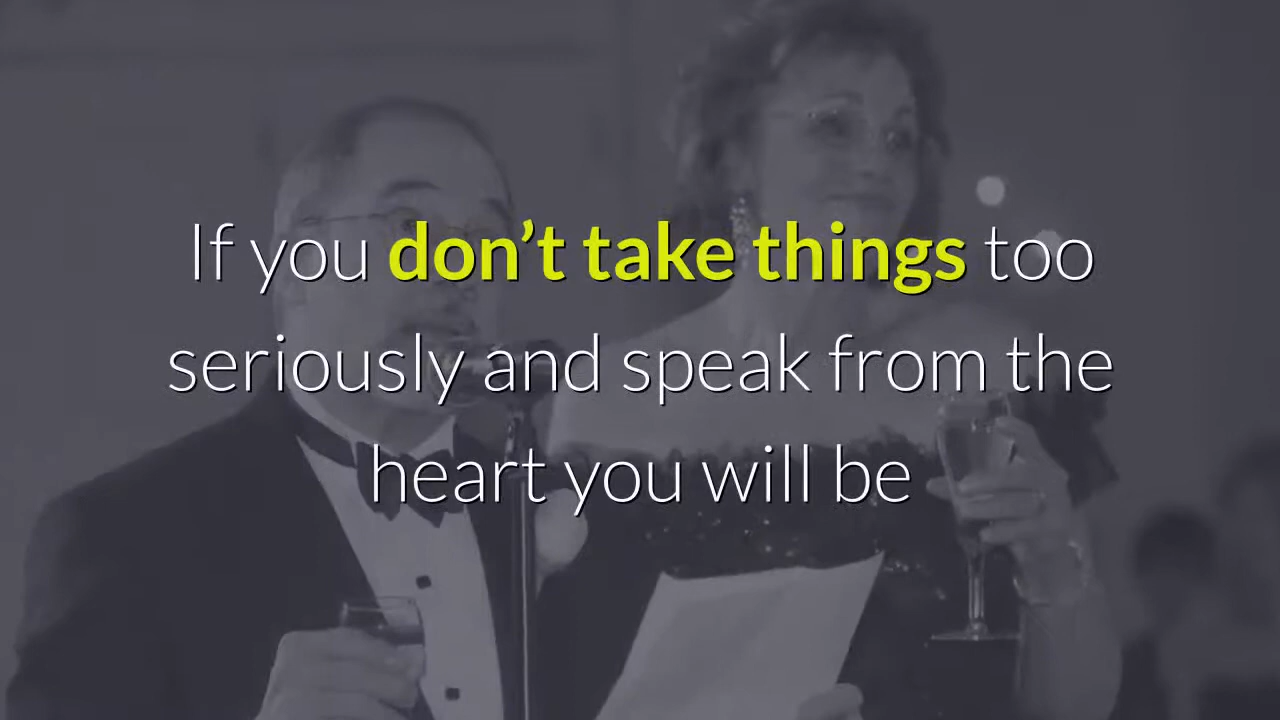 If you don’t take things too
seriously and speak from the
heart you will be